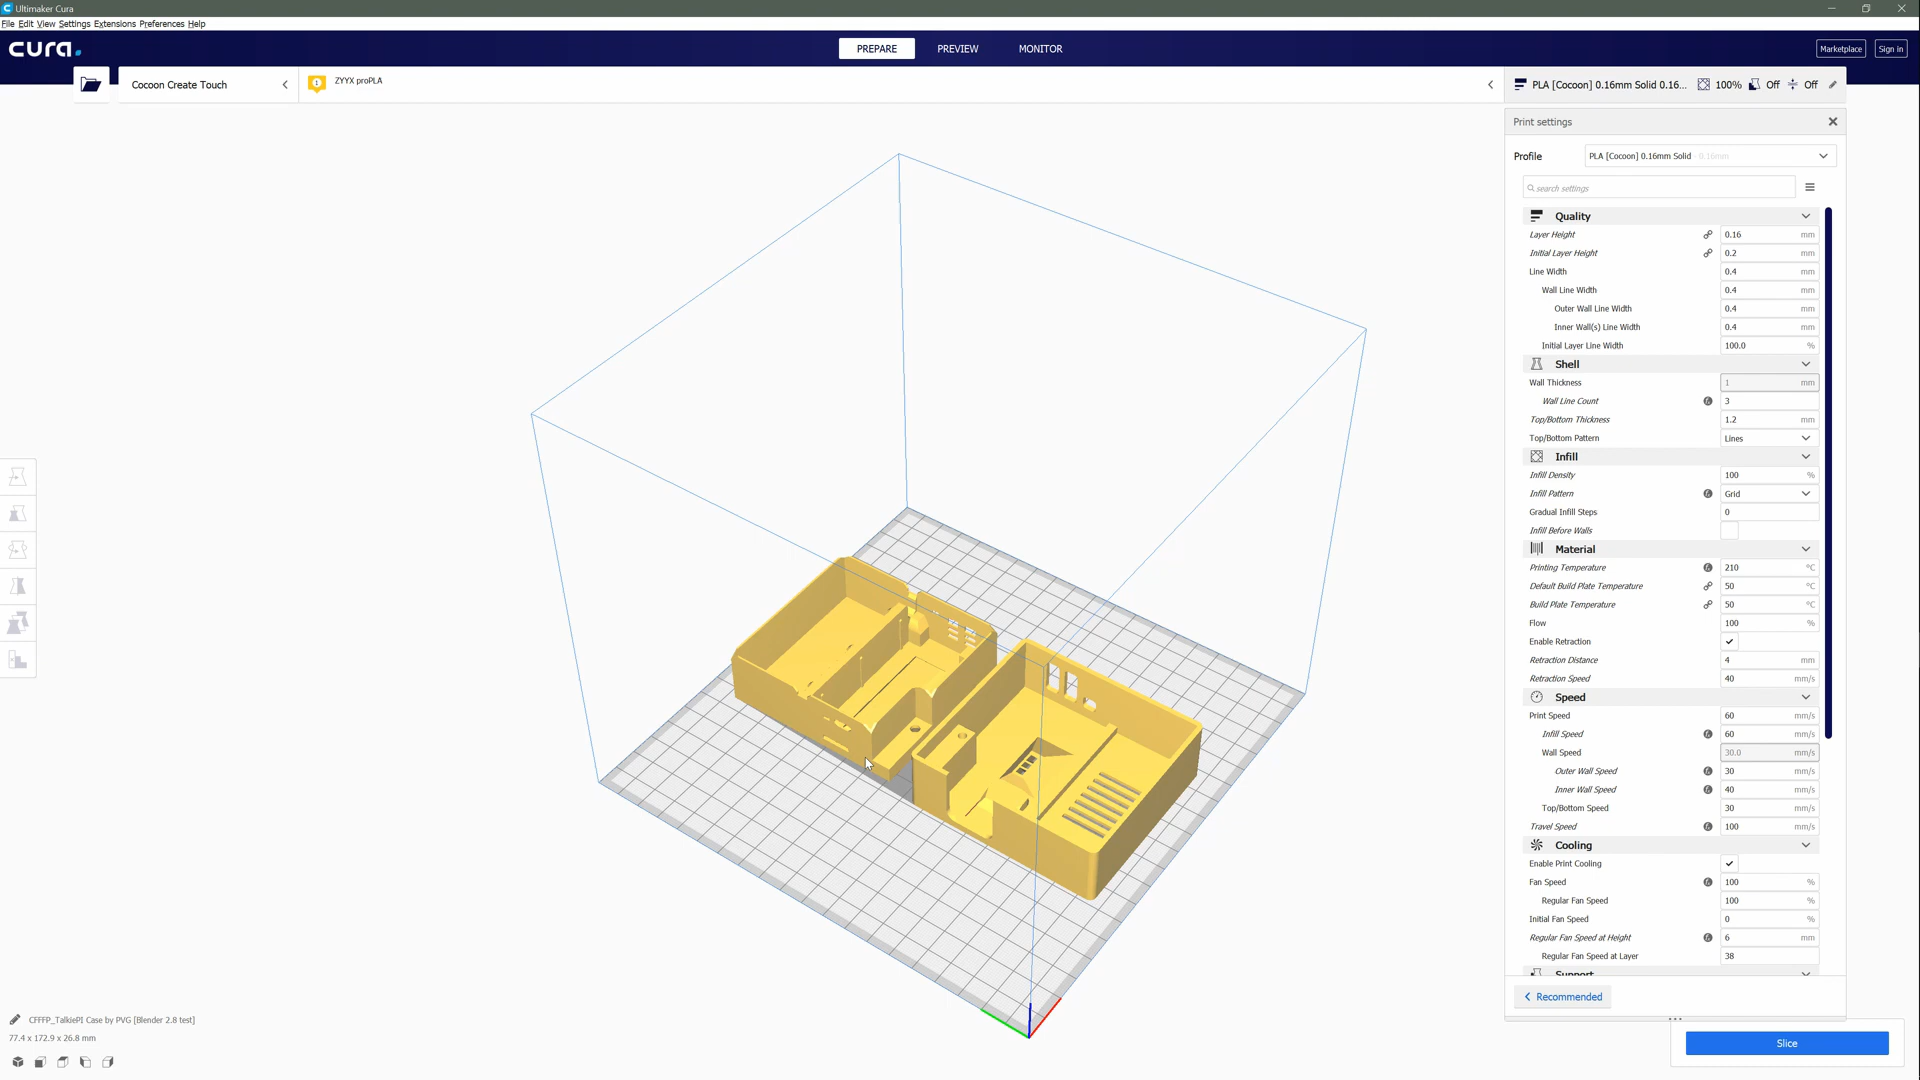 Ultimaker Cura
File Edit View Settings Extensions Preferences Help
cura.
PREPARE
PREVIEW
MONITOR
Marketplace
Sign in
Cocoon Create Touch
ZYYX proPLA
PLA [Cocoon] 0.16mm Solid 0.16... 100% Off Off
Print settings
Profile PLA [Cocoon] 0.16mm Solid - 0.16mm
search settings
Quality
Layer Height 0.16 mm
Initial Layer Height 0.2 mm
Line Width 0.4 mm
Wall Line Width 0.4 mm
Outer Wall Line Width 0.4 mm
Inner Wall(s) Line Width 0.4 mm
Initial Layer Line Width 100.0 %
Shell
Wall Thickness 1 mm
Wall Line Count 3
Top/Bottom Thickness 1.2 mm
Top/Bottom Pattern Lines
Infill
Infill Density 100 %
Infill Pattern Grid
Gradual Infill Steps 0
Infill Before Walls
Material
Printing Temperature 210 °C
Default Build Plate Temperature 50 °C
Build Plate Temperature 50 °C
Flow 100 %
Enable Retraction
Retraction Distance 4 mm
Retraction Speed 40 mm/s
Speed
Print Speed 60 mm/s
Infill Speed 60 mm/s
Wall Speed 30.0 mm/s
Outer Wall Speed 30 mm/s
Inner Wall Speed 40 mm/s
Top/Bottom Speed 30 mm/s
Travel Speed 100 mm/s
Cooling
Enable Print Cooling
Fan Speed 100 %
Regular Fan Speed 100 %
Initial Fan Speed 0 %
Regular Fan Speed at Height 6 mm
Regular Fan Speed at Layer 38
Support
Recommended
Slice
CFFFP_TalkiePI Case by PVG [Blender 2.8 test]
77.4 x 172.9 x 26.8 mm